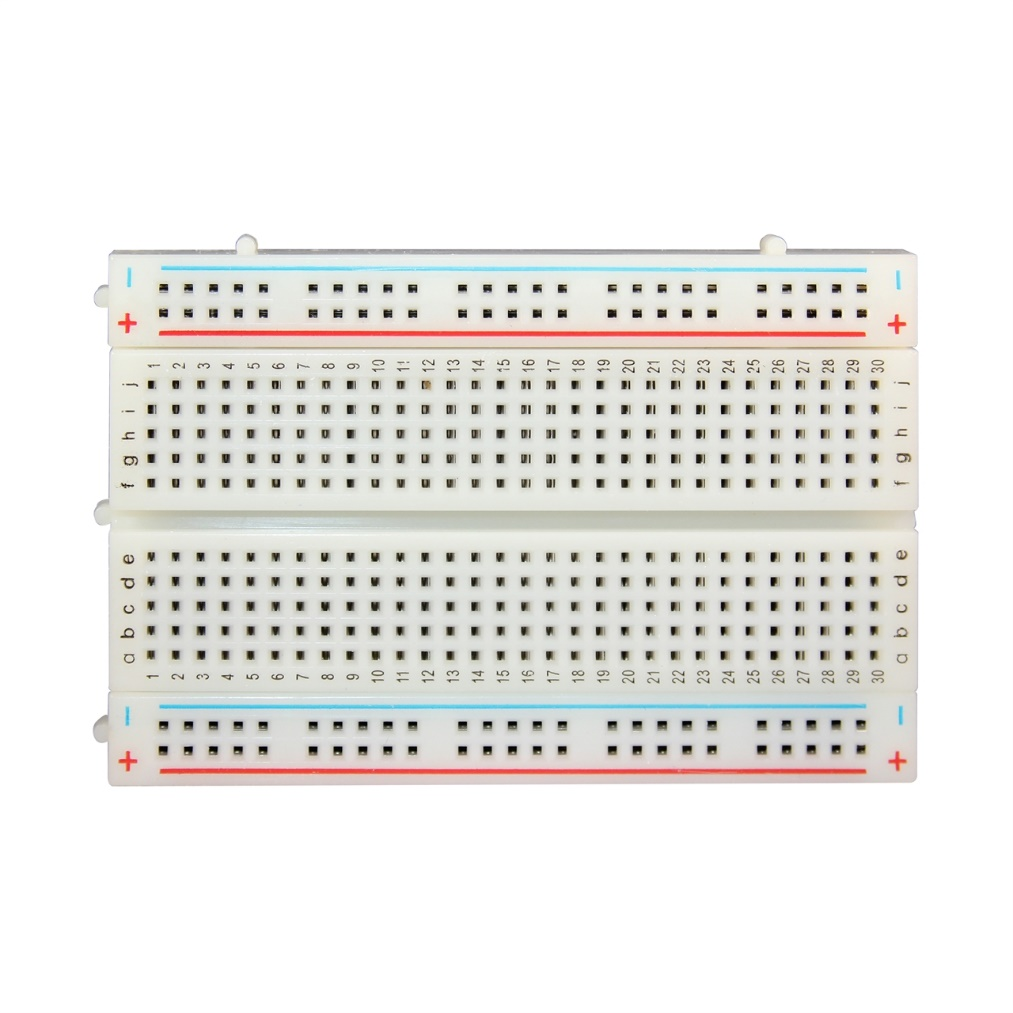 − −
+ +
1 2 3 4 5 6 7 8 9 10 11 12 13 14 15 16 17 18 19 20 21 22 23 24 25 26 27 28 29 30
j j
i i
h h
g g
f f
e e
d d
c c
b b
a a
1 2 3 4 5 6 7 8 9 10 11 12 13 14 15 16 17 18 19 20 21 22 23 24 25 26 27 28 29 30
− −
+ +